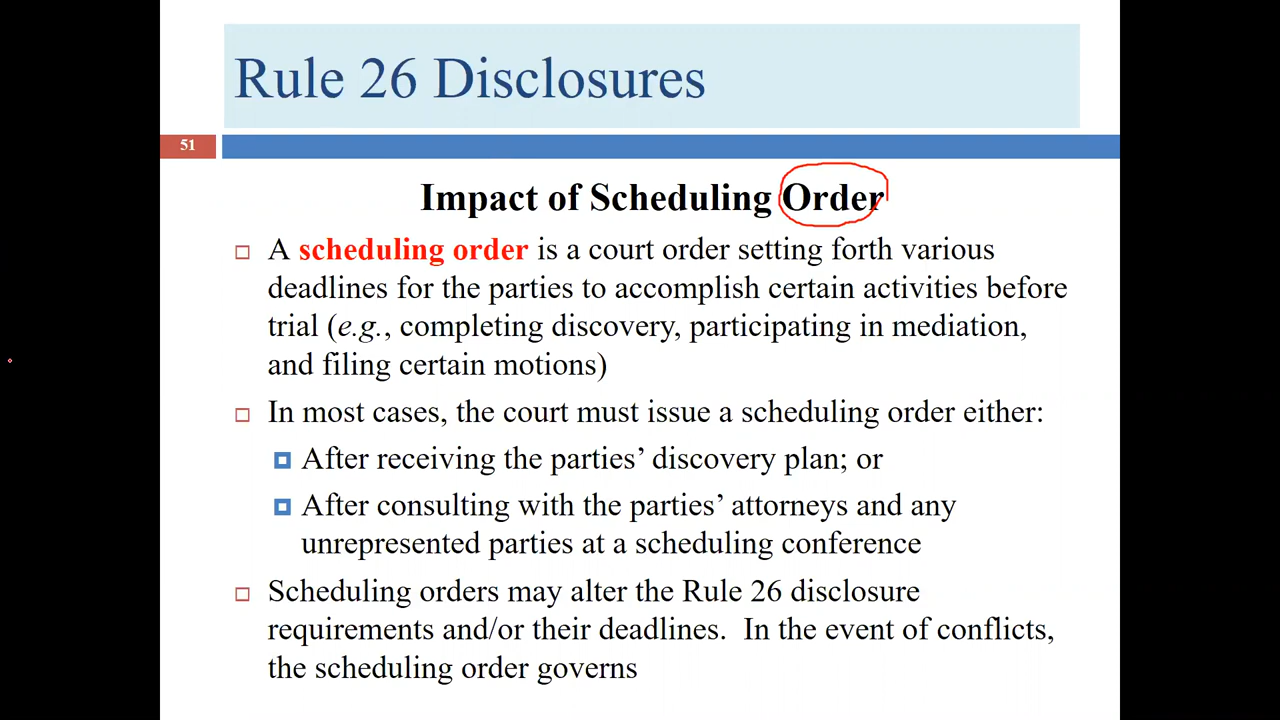 Rule 26 Disclosures
51
Impact of Scheduling Order
A scheduling order is a court order setting forth various
deadlines for the parties to accomplish certain activities before
trial (e.g., completing discovery, participating in mediation,
and filing certain motions)
In most cases, the court must issue a scheduling order either:
After receiving the parties’ discovery plan; or
After consulting with the parties’ attorneys and any
unrepresented parties at a scheduling conference
Scheduling orders may alter the Rule 26 disclosure
requirements and/or their deadlines.  In the event of conflicts,
the scheduling order governs